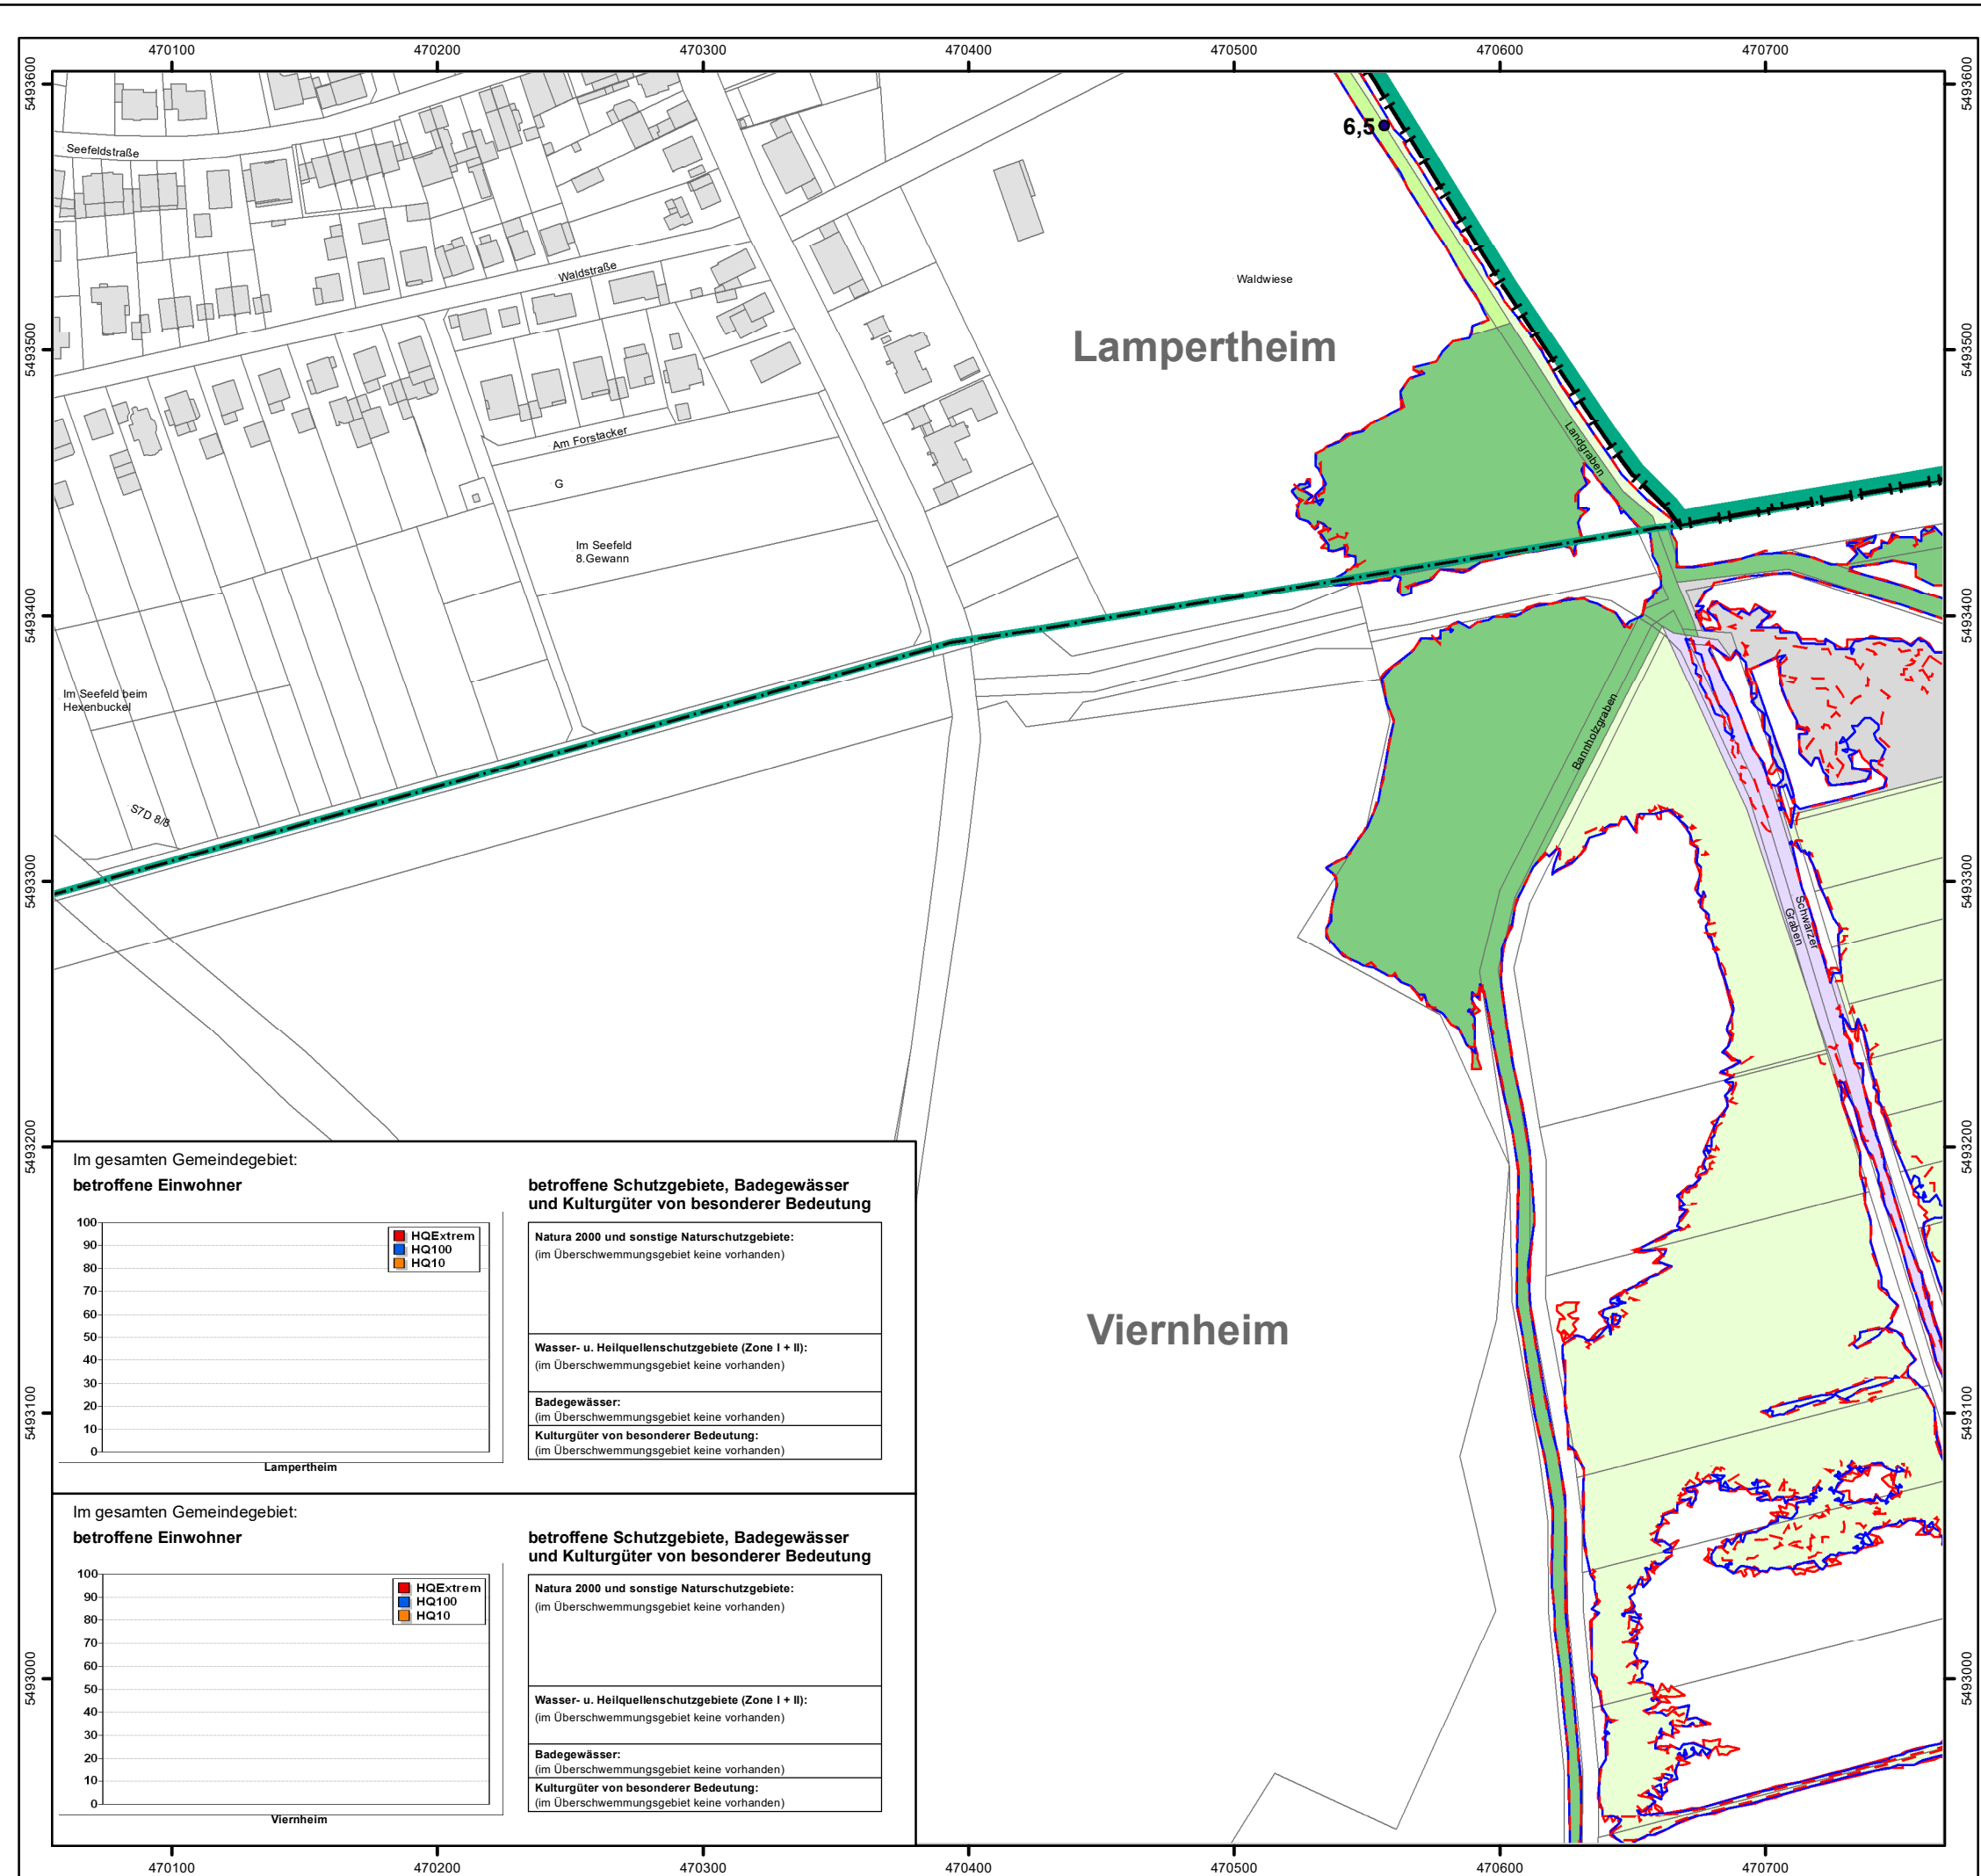 470100 470200 470300 470400 470500 470600 470700
5493600 5493600
6,5
Seefeldstraße
Waldstraße
Waldwiese
Lampertheim
5493500 5493500
Landgraben
Am Forstacker
G
Im Seefeld
8.Gewann
5493400 5493400
Im Seefeld beim
Hexenbuckel
Bannholzgraben
S7D 8/8
5493300 5493300
Schwarzer
Graben
5493200 5493200
Viernheim
5493100 5493100
5493000 5493000
Im gesamten Gemeindegebiet:
betroffene Einwohner
100
90
80
70
60
50
40
30
20
10
0
HQExtrem
HQ100
HQ10
Lampertheim
betroffene Schutzgebiete, Badegewässer
und Kulturgüter von besonderer Bedeutung
Natura 2000 und sonstige Naturschutzgebiete:
(im Überschwemmungsgebiet keine vorhanden)
Wasser- u. Heilquellenschutzgebiete (Zone I + II):
(im Überschwemmungsgebiet keine vorhanden)
Badegewässer:
(im Überschwemmungsgebiet keine vorhanden)
Kulturgüter von besonderer Bedeutung:
(im Überschwemmungsgebiet keine vorhanden)
Im gesamten Gemeindegebiet:
betroffene Einwohner
100
90
80
70
60
50
40
30
20
10
0
HQExtrem
HQ100
HQ10
Viernheim
betroffene Schutzgebiete, Badegewässer
und Kulturgüter von besonderer Bedeutung
Natura 2000 und sonstige Naturschutzgebiete:
(im Überschwemmungsgebiet keine vorhanden)
Wasser- u. Heilquellenschutzgebiete (Zone I + II):
(im Überschwemmungsgebiet keine vorhanden)
Badegewässer:
(im Überschwemmungsgebiet keine vorhanden)
Kulturgüter von besonderer Bedeutung:
(im Überschwemmungsgebiet keine vorhanden)
470100 470200 470300 470400 470500 470600 470700